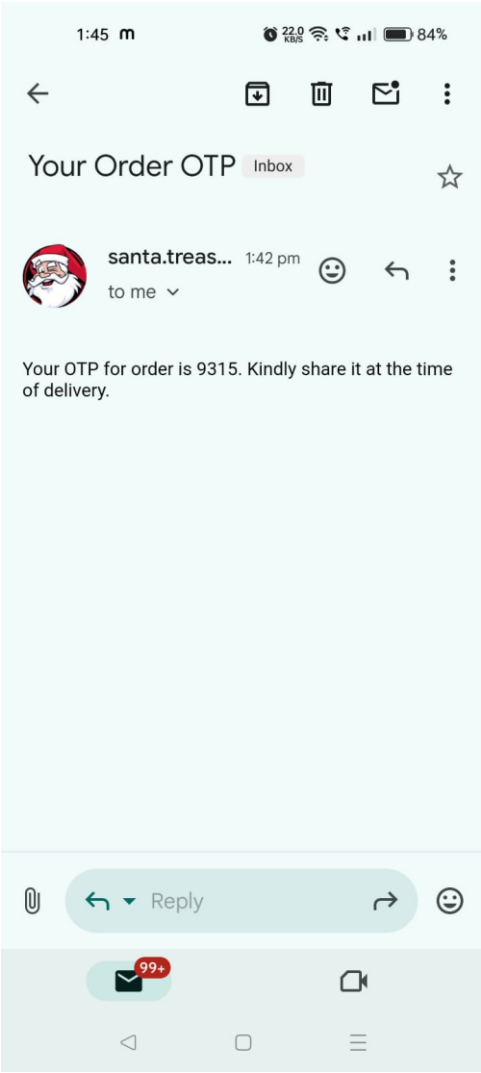 1:45 m 22.0 KB/S 84%
Your Order OTP Inbox
santa.treas... 1:42 pm
to me
Your OTP for order is 9315. Kindly share it at the time
of delivery.
Reply
99+